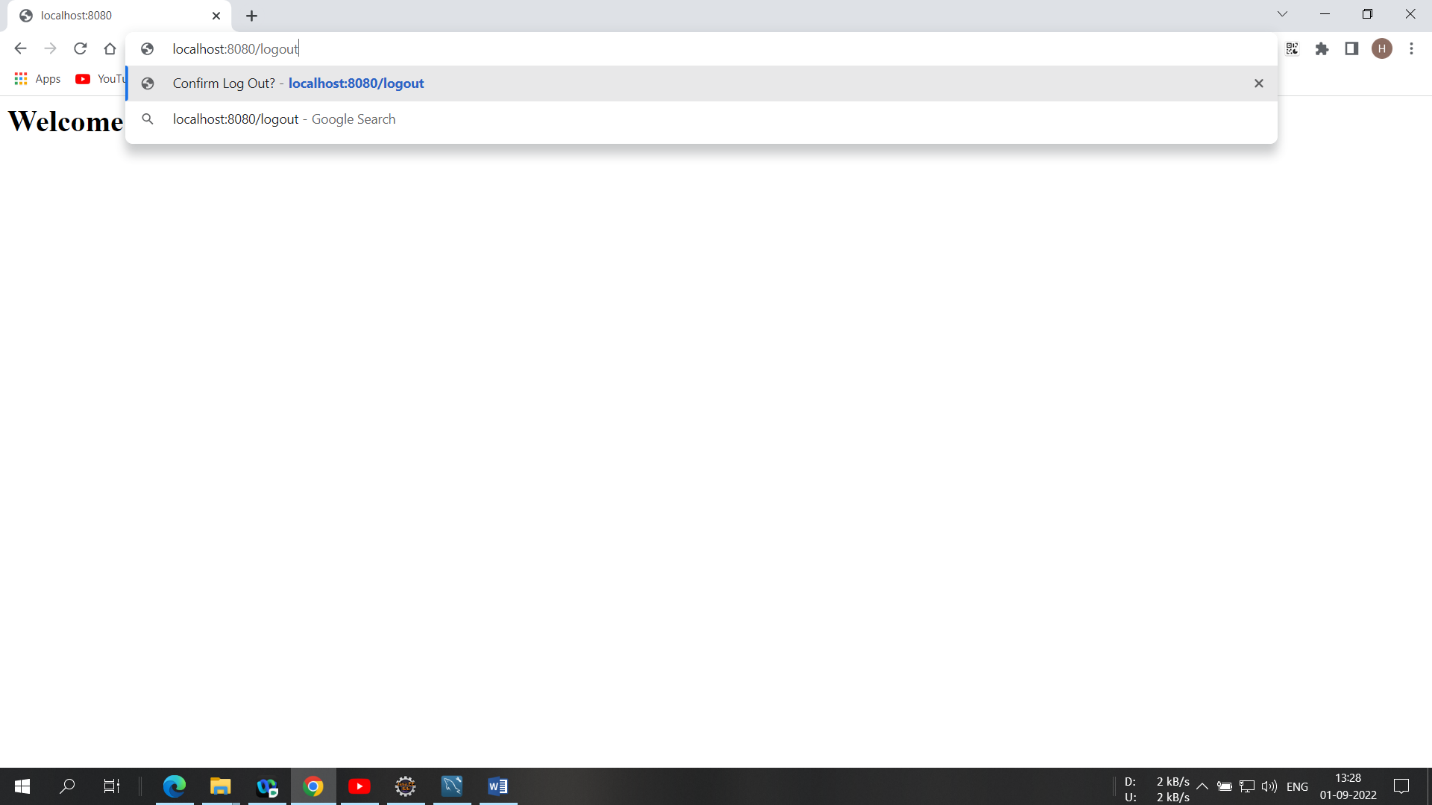 localhost:8080
localhost:8080/logout
H
Apps
YouTu
Confirm Log Out? - localhost:8080/logout
localhost:8080/logout - Google Search
Welcome
D: 2 kB/s
U: 2 kB/s
ENG
13:28
01-09-2022